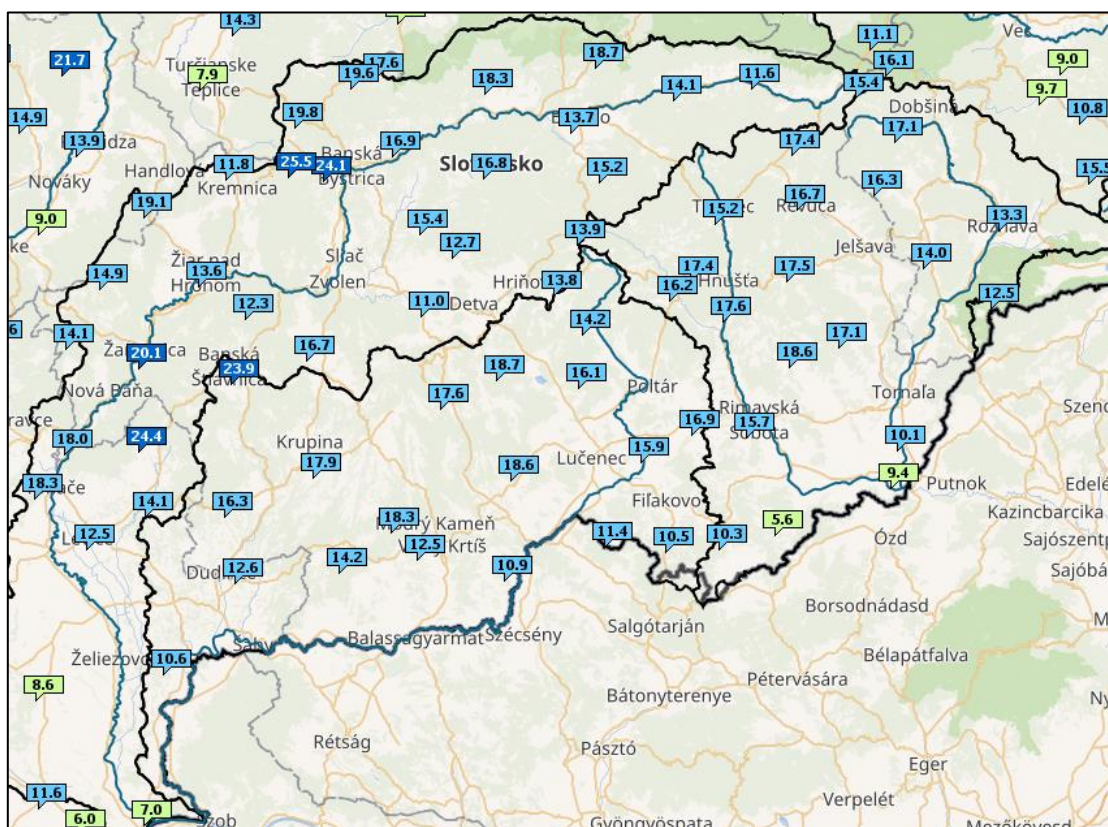 14.3
11.1
Ve
21.7
17.6
18.7
16.1
9.0
Turčianske
Teplice
7.9
19.6
18.3
14.1
11.6
15.4
9.7
14.9
19.8
13.7
Dobšiná
10.8
13.9
Handlová
Banská
Bystrica
16.9
17.4
17.1
Nováky
11.8
Kremnica
25.5
24.1
16.8
15.2
16.7
16.3
15.5
19.1
9.0
15.4
13.9
15.2
Revúca
13.3
Rožňava
12.7
Jelšava
14.0
14.9
Žiar nad
Hronom
13.6
Sliač
Zvolen
Hriňo
13.8
17.4
Hnúšťa
16.2
17.5
12.5
12.3
11.0
Detva
17.6
14.1
14.2
17.1
20.1
16.7
Banská
23.9
18.7
16.1
18.6
Nová Baňa
17.6
Poltár
Tornaľa
Szenc
ravce
18.0
24.4
Krupina
16.9
Rimavská
Sobota
15.7
10.1
17.9
18.6
Lučenec
15.9
9.4
Putnok
Edelé
18.3
14.1
16.3
Fiľakovo
Kazincbarcika
12.5
18.3
Modrý Kameň
11.4
10.5
10.3
5.6
Ózd
Sajószentp
12.6
14.2
12.5
Krtíš
10.9
Sajóbá
Borsodnádasd
Salgótarján
Balassagyarmat
Szécsény
Želiezovc
10.6
Bélapátfalva
8.6
Pétervására
Bátonyterenye
Rétság
Pásztó
Eger
11.6
7.0
Verpelét
6.0
Szob
Gyöngyöspata
Mezőkövesd